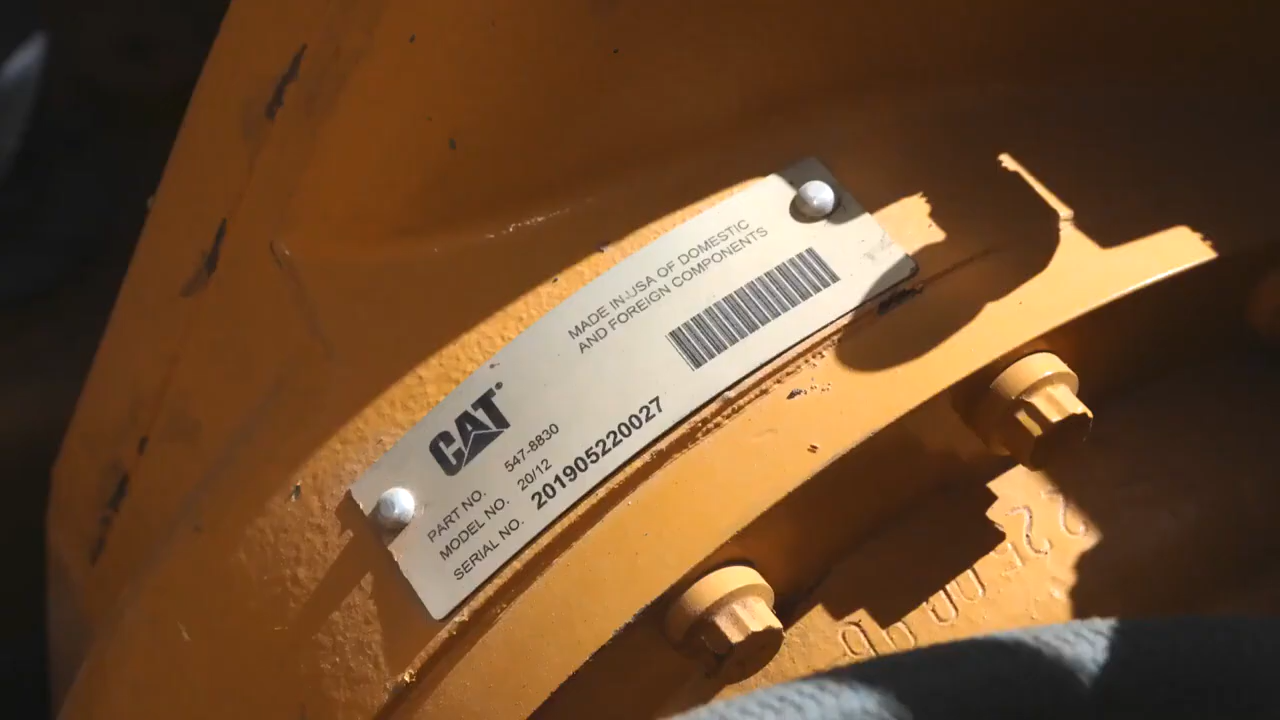 MADE IN USA OF DOMESTIC
AND FOREIGN COMPONENTS
CAT
PART NO. 547-8830
MODEL NO. 20/12
SERIAL NO. 201905220027